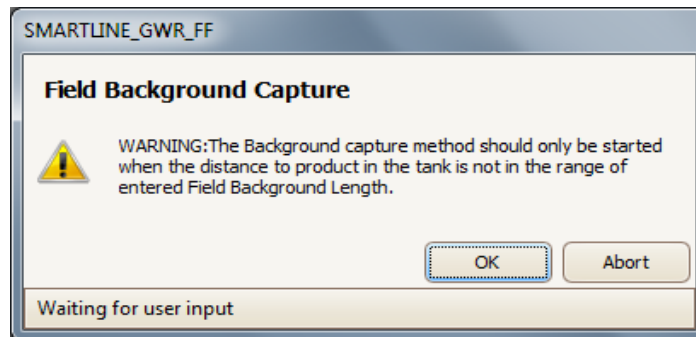 SMARTLINE_GWR_FF
Field Background Capture
WARNING:The Background capture method should only be started
when the distance to product in the tank is not in the range of
entered Field Background Length.
OK
Abort
Waiting for user input